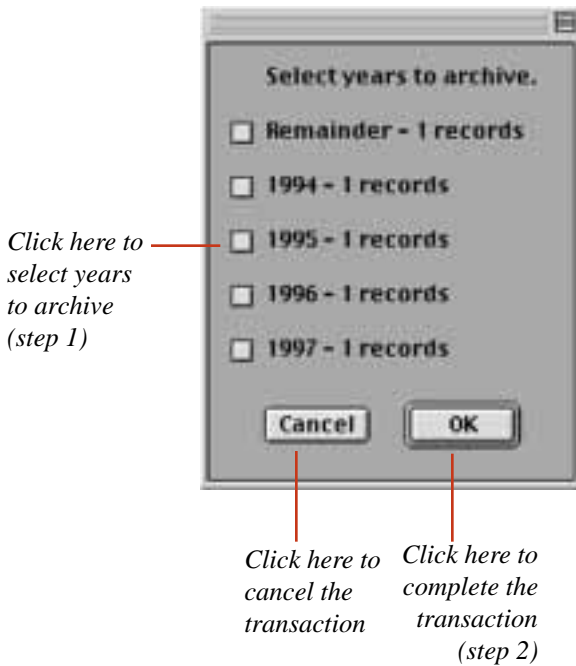 Select years to archive.
Remainder - 1 records
1994 - 1 records
1995 - 1 records
1996 - 1 records
1997 - 1 records
Cancel
OK
Click here to
select years
to archive
(step 1)
Click here to
cancel the
transaction
Click here to
complete the
transaction
(step 2)